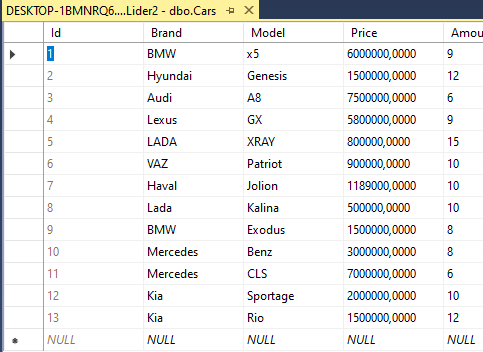 DESKTOP-1BMNRQ6....Lider2 - dbo.Cars
Id Brand Model Price Amou
1 BMW x5 6000000,0000 9
2 Hyundai Genesis 1500000,0000 12
3 Audi A8 7500000,0000 6
4 Lexus GX 5800000,0000 9
5 LADA XRAY 800000,0000 15
6 VAZ Patriot 900000,0000 10
7 Haval Jolion 1189000,0000 10
8 Lada Kalina 500000,0000 10
9 BMW Exodus 1500000,0000 8
10 Mercedes Benz 3000000,0000 8
11 Mercedes CLS 7000000,0000 6
12 Kia Sportage 2000000,0000 10
13 Kia Rio 1500000,0000 12
NULL NULL NULL NULL NULL